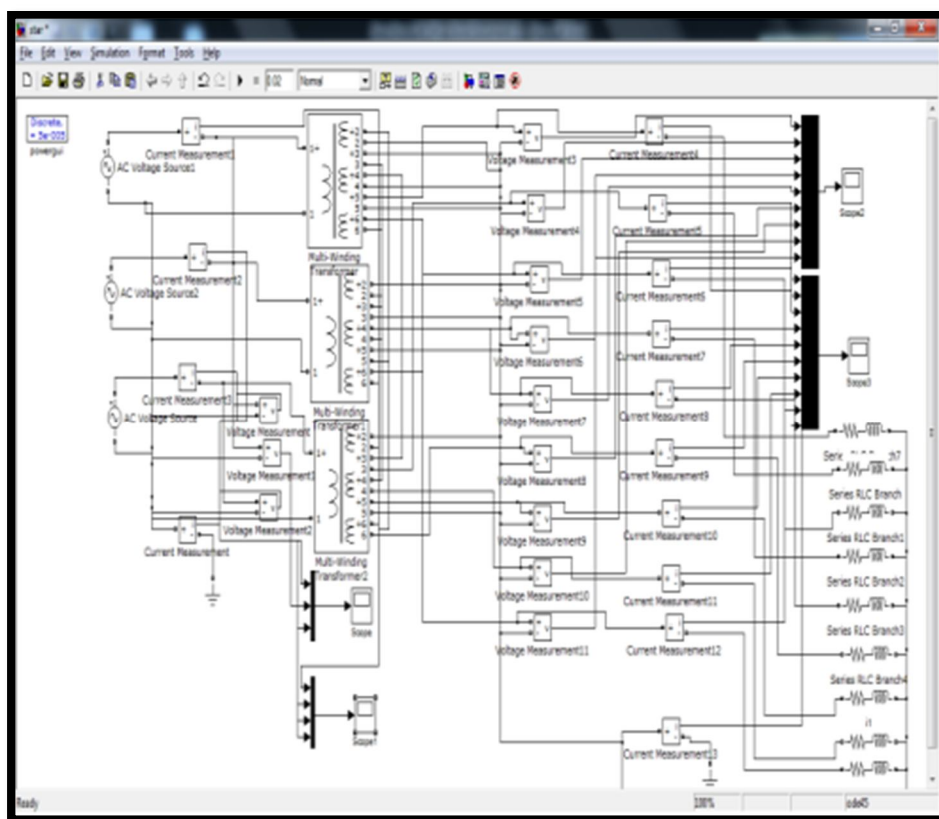 star *
File Edit View Simulation Format Tools Help
0.02 Normal
Discrete,
= 5e-005
powergui
AC Voltage Source1
Current Measurement1
Multi-Winding
Transformer
AC Voltage Source2
Current Measurement2
Multi-Winding
Transformer1
AC Voltage Source
Current Measurement3
Voltage Measurement
Voltage Measurement1
Voltage Measurement2
Current Measurement
Multi-Winding
Transformer2
Scope
Scope1
Voltage Measurement3
Voltage Measurement4
Voltage Measurement5
Voltage Measurement6
Voltage Measurement7
Voltage Measurement8
Voltage Measurement9
Voltage Measurement10
Voltage Measurement11
Current Measurement4
Current Measurement5
Current Measurement6
Current Measurement7
Current Measurement8
Current Measurement9
Current Measurement10
Current Measurement11
Current Measurement12
Current Measurement13
Scope2
Scope3
Series RLC Branch
Series RLC Branch1
Series RLC Branch2
Series RLC Branch3
Series RLC Branch4
Ready 100% ode45